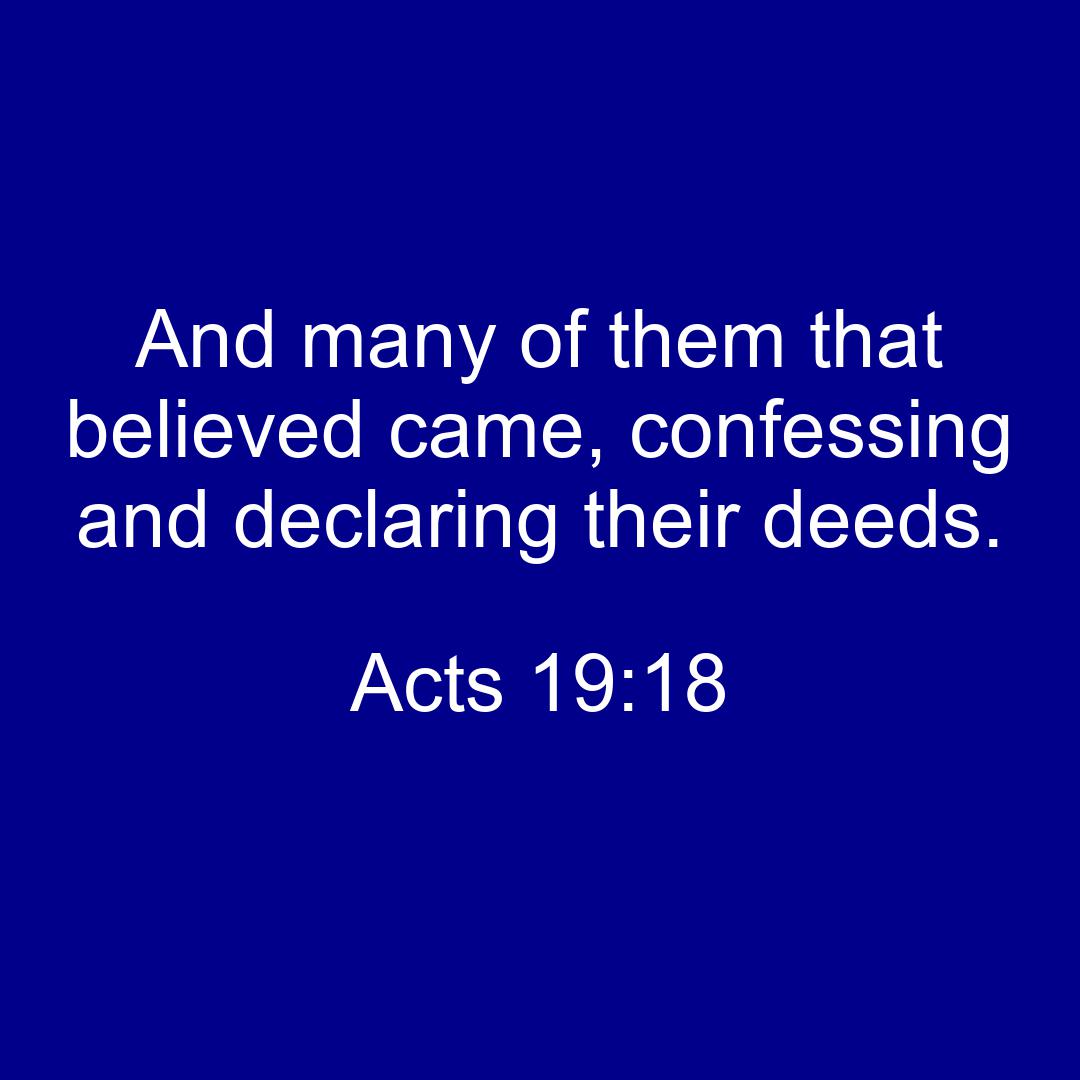 And many of them that
believed came, confessing
and declaring their deeds.
Acts 19:18